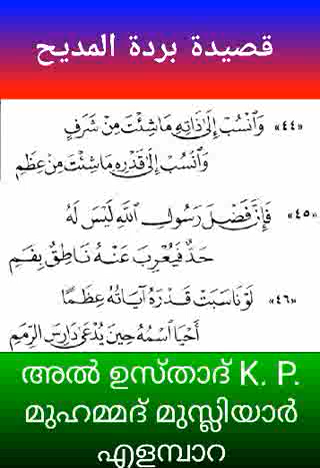 قصيدة بردة المديح
«٤٤» وَانْسُبْ إِلَى ذَاتِهِ مَا شِئْتَ مِنْ شَرَفٍ
وَانْسُبْ إِلَى قَدْرِهِ مَا شِئْتَ مِنْ عِظَمِ
«٤٥» فَإِنَّ فَضْلَ رَسُولِ اللّٰهِ لَيْسَ لَهُ
حَدٌّ فَيُعْرِبَ عَنْهُ نَاطِقٌ بِفَمِ
«٤٦» لَوْ نَاسَبَتْ قَدْرَهُ آيَاتُهُ عِظَمًا
أَحْيَا اسْمُهُ حِينَ يُدْعَى دَارِسَ الرِّمَمِ
അൽ ഉസ്താദ് K. P.
മുഹമ്മദ് മുസ്ലിയാർ
എളമ്പാറ